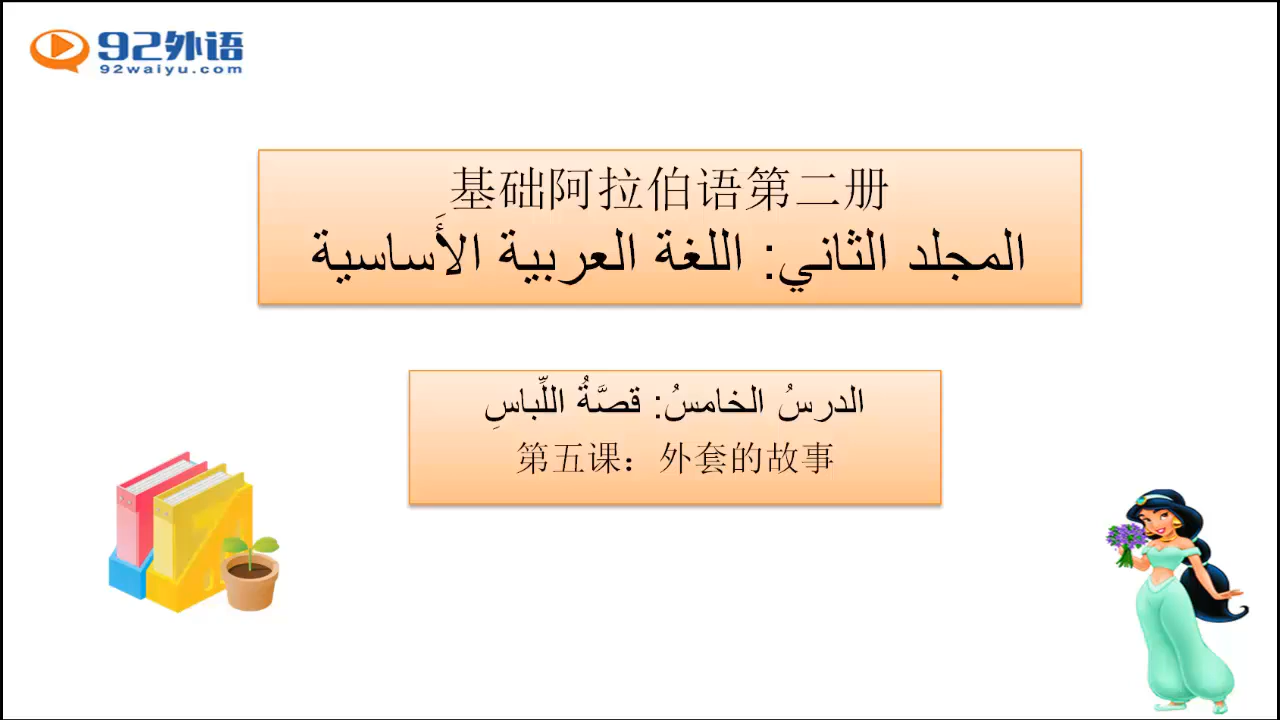 92外语
92waiyu.com
基础阿拉伯语第二册
المجلد الثاني: اللغة العربية الأَساسية
الدرسُ الخامسُ: قصَّةُ اللِّباسِ
第五课：外套的故事